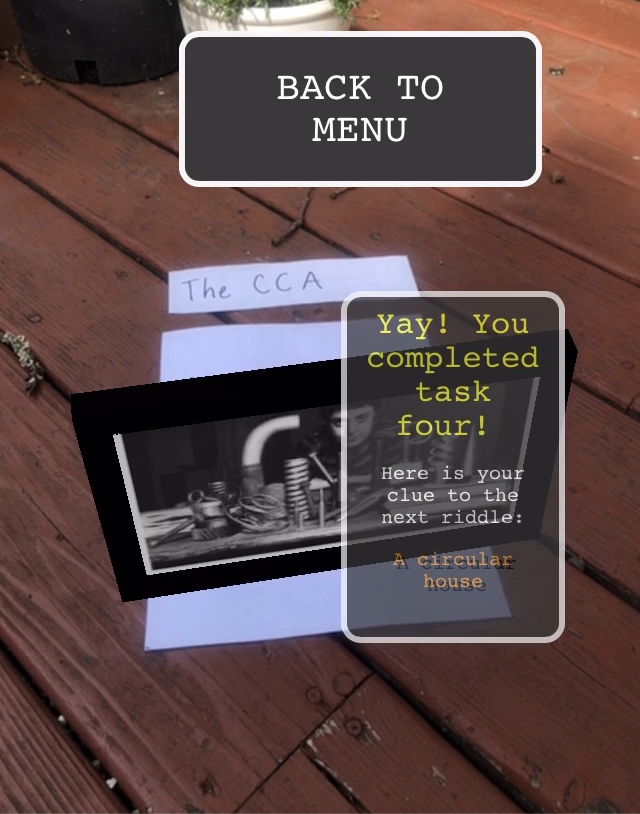 BACK TO
MENU
The CCA
Yay! You
completed
task
four!
Here is your
clue to the
next riddle:
A circular
house